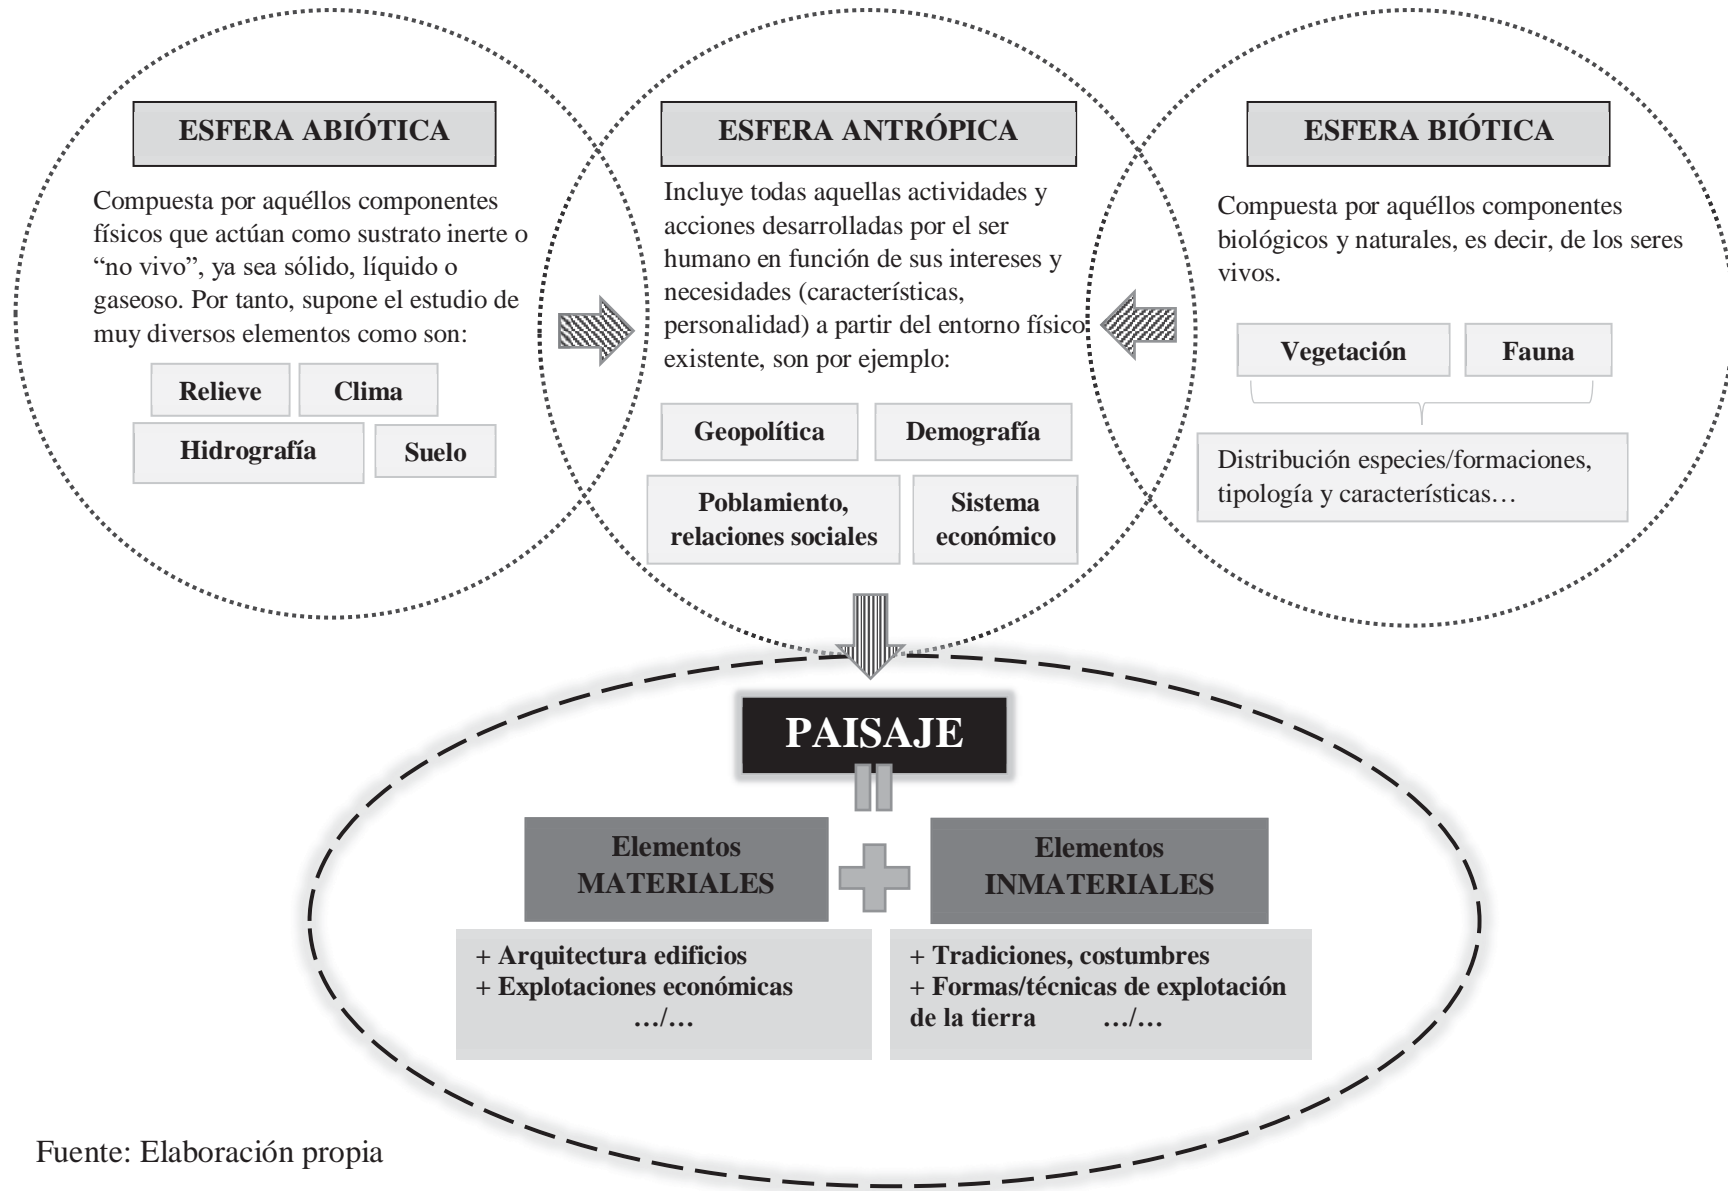 ESFERA ABIÓTICA
Compuesta por aquéllos componentes
físicos que actúan como sustrato inerte o
“no vivo”, ya sea sólido, líquido o
gaseoso. Por tanto, supone el estudio de
muy diversos elementos como son:
Relieve
Clima
Hidrografía
Suelo
ESFERA ANTRÓPICA
Incluye todas aquellas actividades y
acciones desarrolladas por el ser
humano en función de sus intereses y
necesidades (características,
personalidad) a partir del entorno físico
existente, son por ejemplo:
Geopolítica
Demografía
Poblamiento,
relaciones sociales
Sistema
económico
ESFERA BIÓTICA
Compuesta por aquéllos componentes
biológicos y naturales, es decir, de los seres
vivos.
Vegetación
Fauna
Distribución especies/formaciones,
tipología y características…
PAISAJE
Elementos
MATERIALES
+ Arquitectura edificios
+ Explotaciones económicas
…/…
Elementos
INMATERIALES
+ Tradiciones, costumbres
+ Formas/técnicas de explotación
de la tierra …/…
Fuente: Elaboración propia